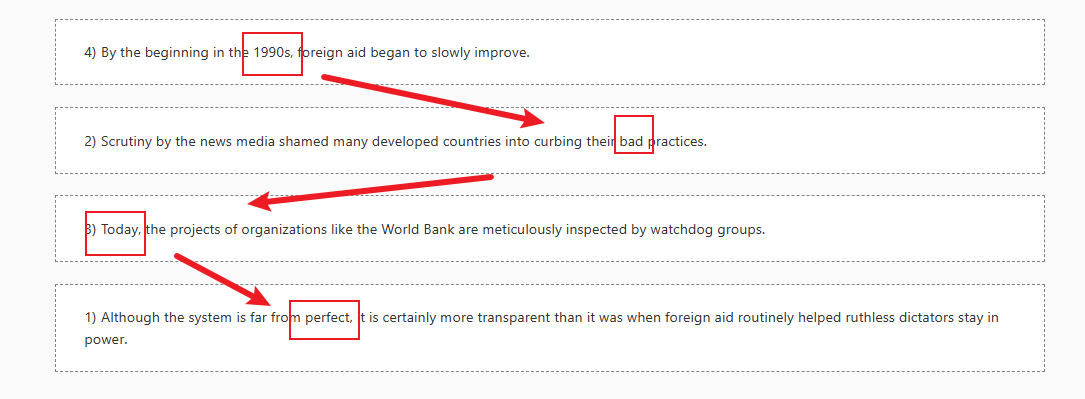 4) By the beginning in the 1990s, foreign aid began to slowly improve.
2) Scrutiny by the news media shamed many developed countries into curbing their bad practices.
3) Today, the projects of organizations like the World Bank are meticulously inspected by watchdog groups.
1) Although the system is far from perfect, it is certainly more transparent than it was when foreign aid routinely helped ruthless dictators stay in
power.